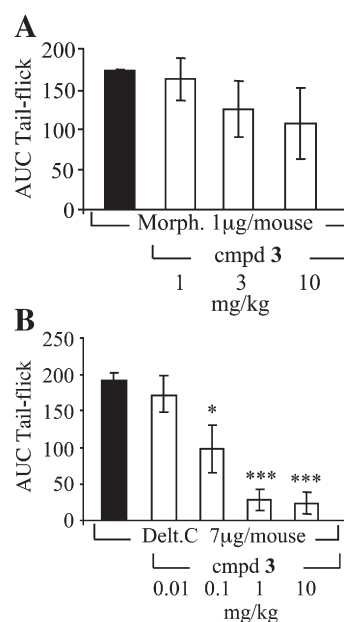 A
AUC Tail-flick
200
150
100
50
0
Morph. 1µg/mouse
cmpd 3
1 3 10
mg/kg
B
AUC Tail-flick
250
200
150
100
50
0
*
*** ***
Delt.C 7µg/mouse
cmpd 3
0.01 0.1 1 10
mg/kg